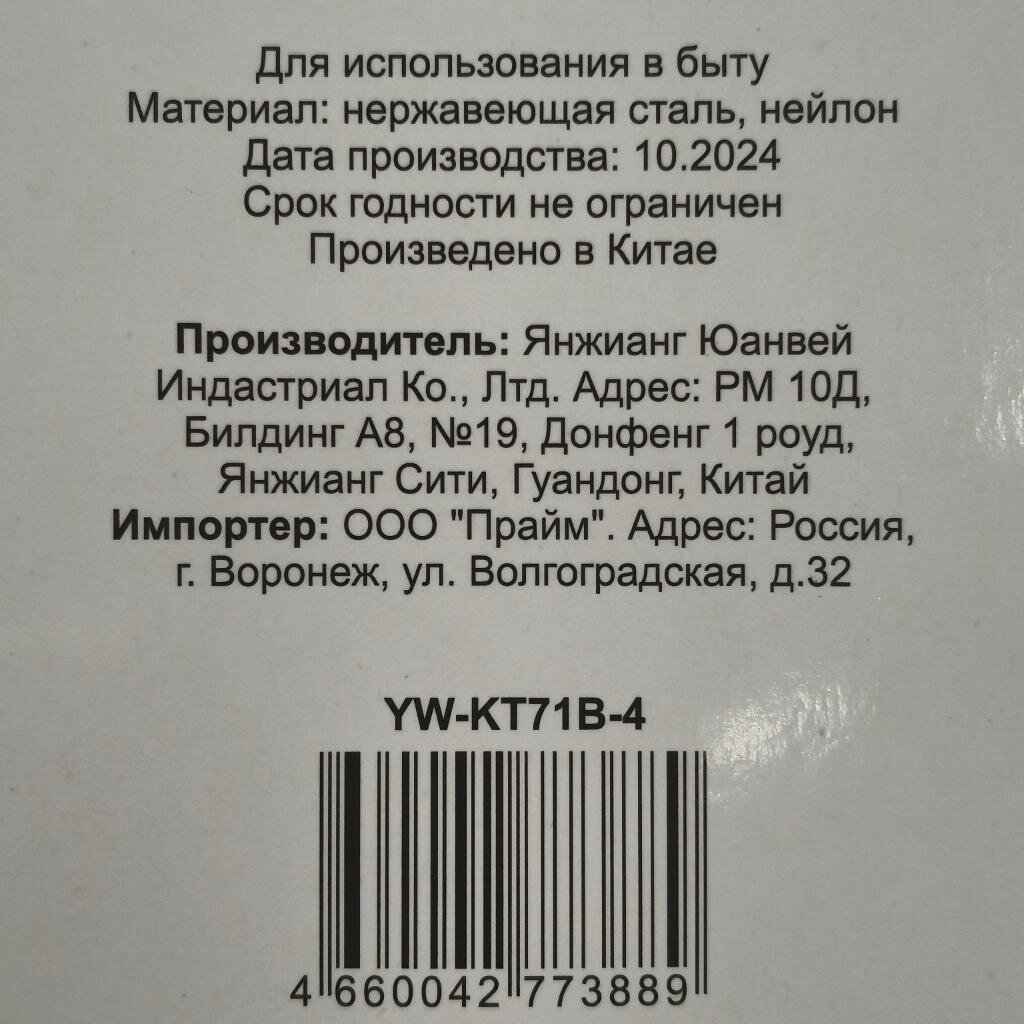 Для использования в быту
Материал: нержавеющая сталь, нейлон
Дата производства: 10.2024
Срок годности не ограничен
Произведено в Китае
Производитель: Янжианг Юанвей
Индастриал Ко., Лтд. Адрес: РМ 10Д,
Билдинг А8, №19, Донфенг 1 роуд,
Янжианг Сити, Гуандонг, Китай
Импортер: ООО "Прайм". Адрес: Россия,
г. Воронеж, ул. Волгоградская, д.32
YW-KT71B-4
4 660042 773889